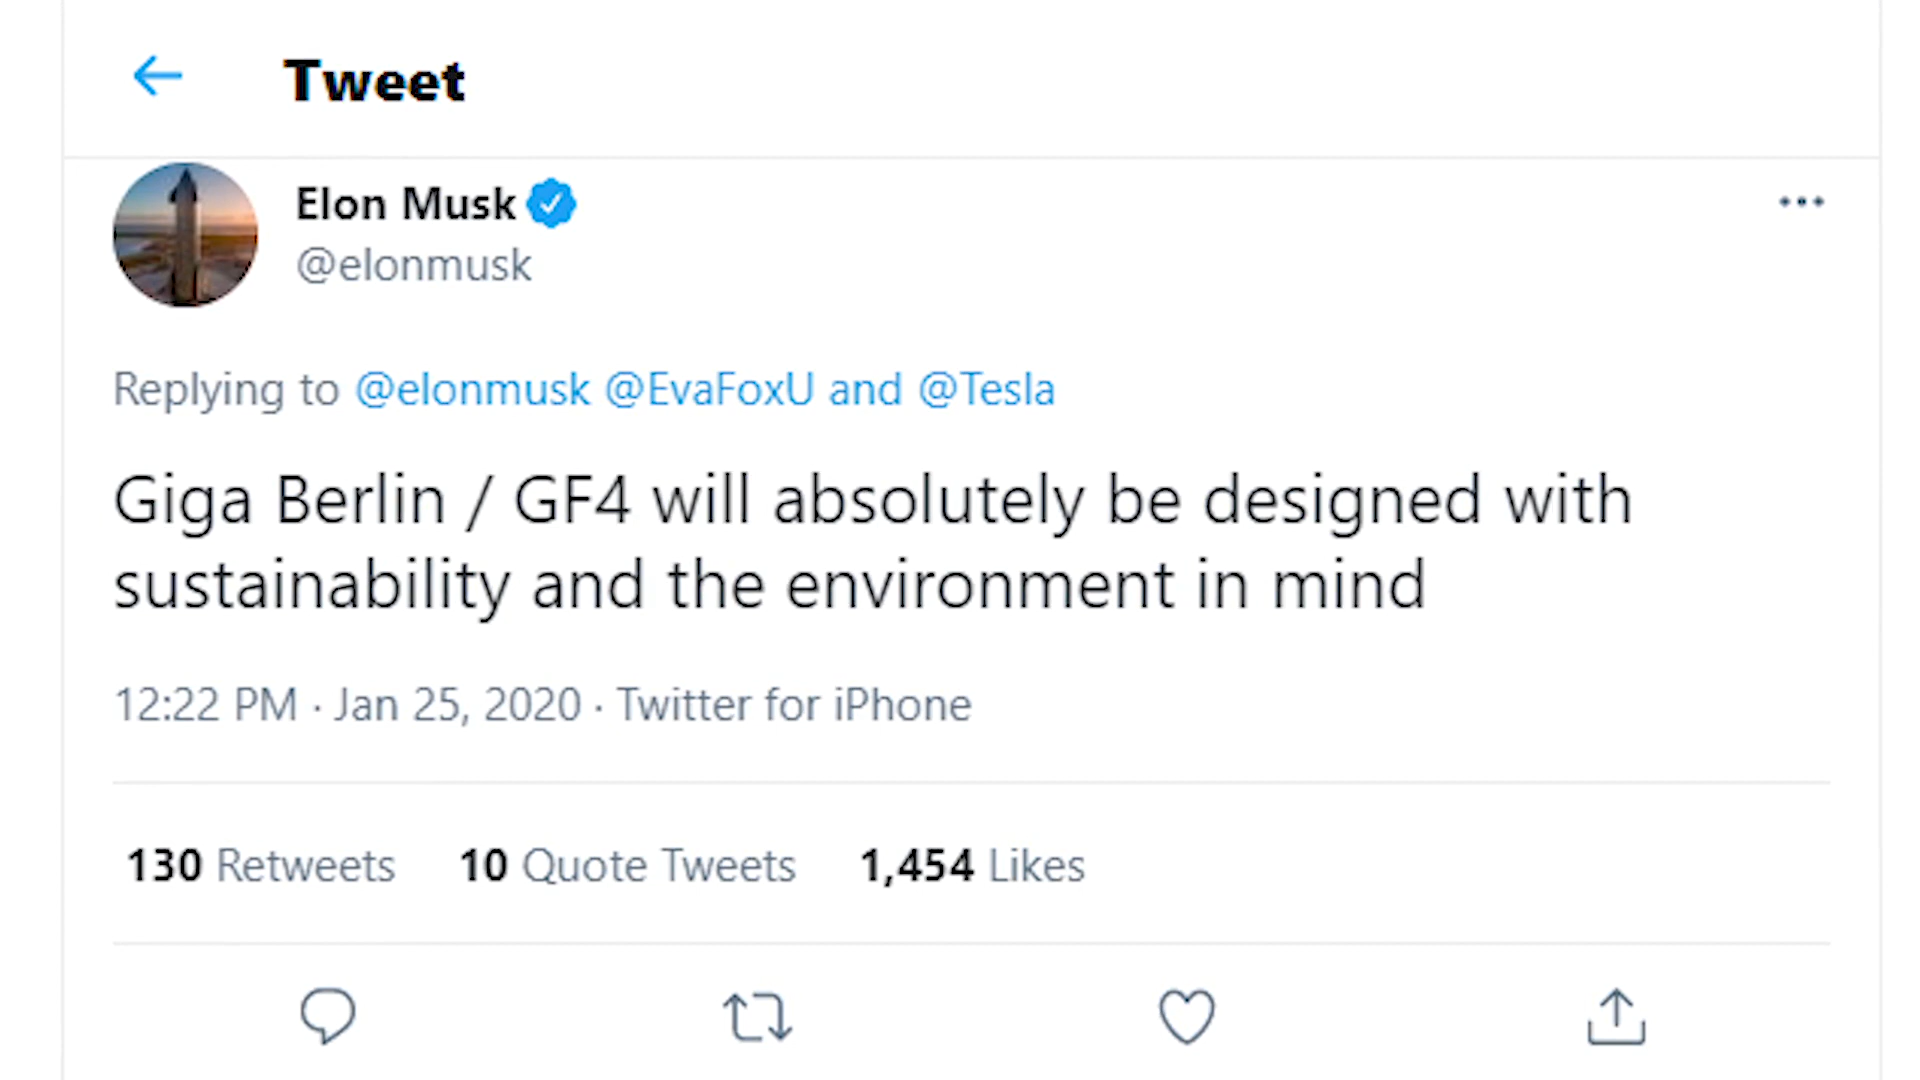 Tweet
Elon Musk
@elonmusk
Replying to @elonmusk @EvaFoxU and @Tesla
Giga Berlin / GF4 will absolutely be designed with
sustainability and the environment in mind
12:22 PM · Jan 25, 2020 · Twitter for iPhone
130 Retweets 10 Quote Tweets 1,454 Likes